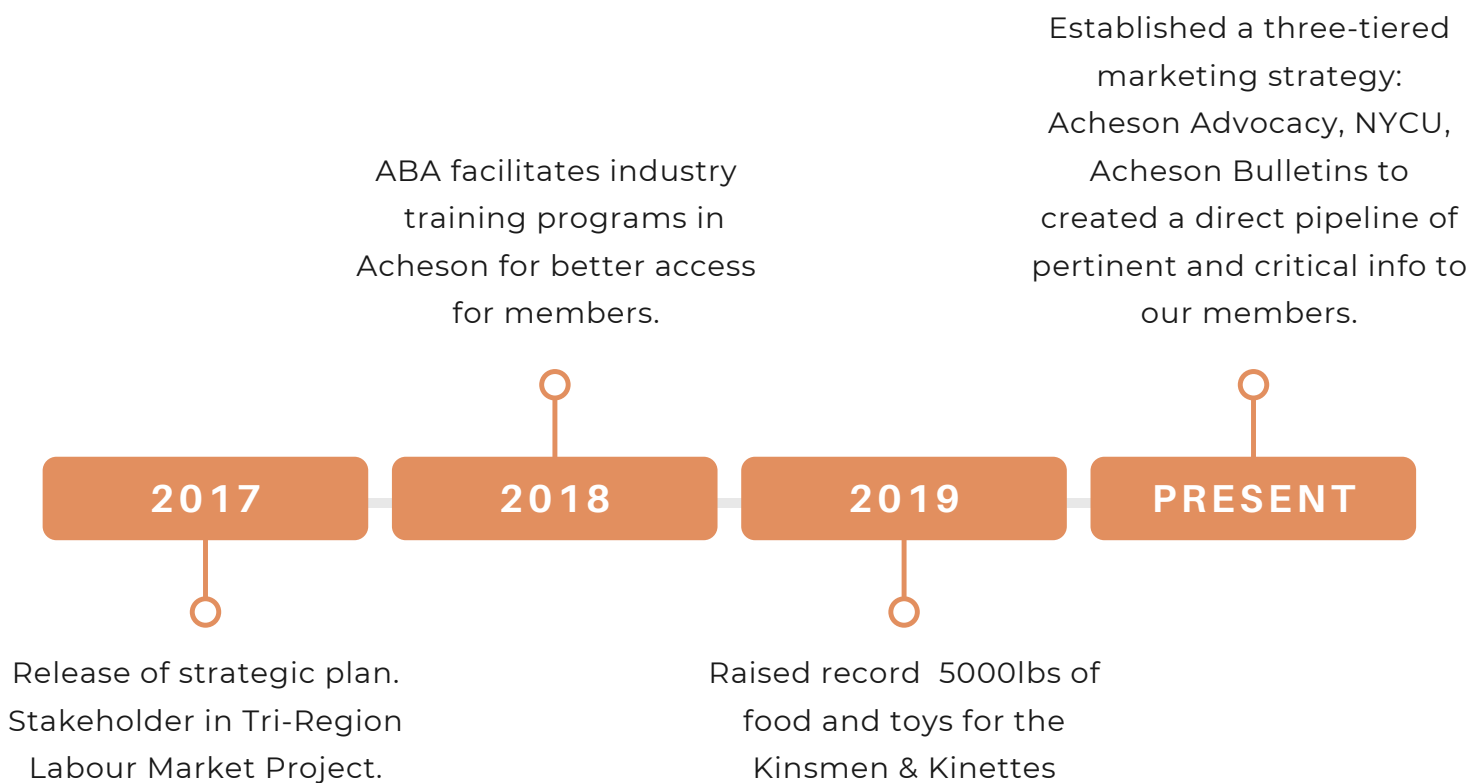 Established a three-tiered
marketing strategy:
Acheson Advocacy, NYCU,
Acheson Bulletins to
created a direct pipeline of
pertinent and critical info to
our members.
ABA facilitates industry
training programs in
Acheson for better access
for members.
2017
2018
2019
PRESENT
Release of strategic plan.
Stakeholder in Tri-Region
Labour Market Project.
Raised record 5000lbs of
food and toys for the
Kinsmen & Kinettes